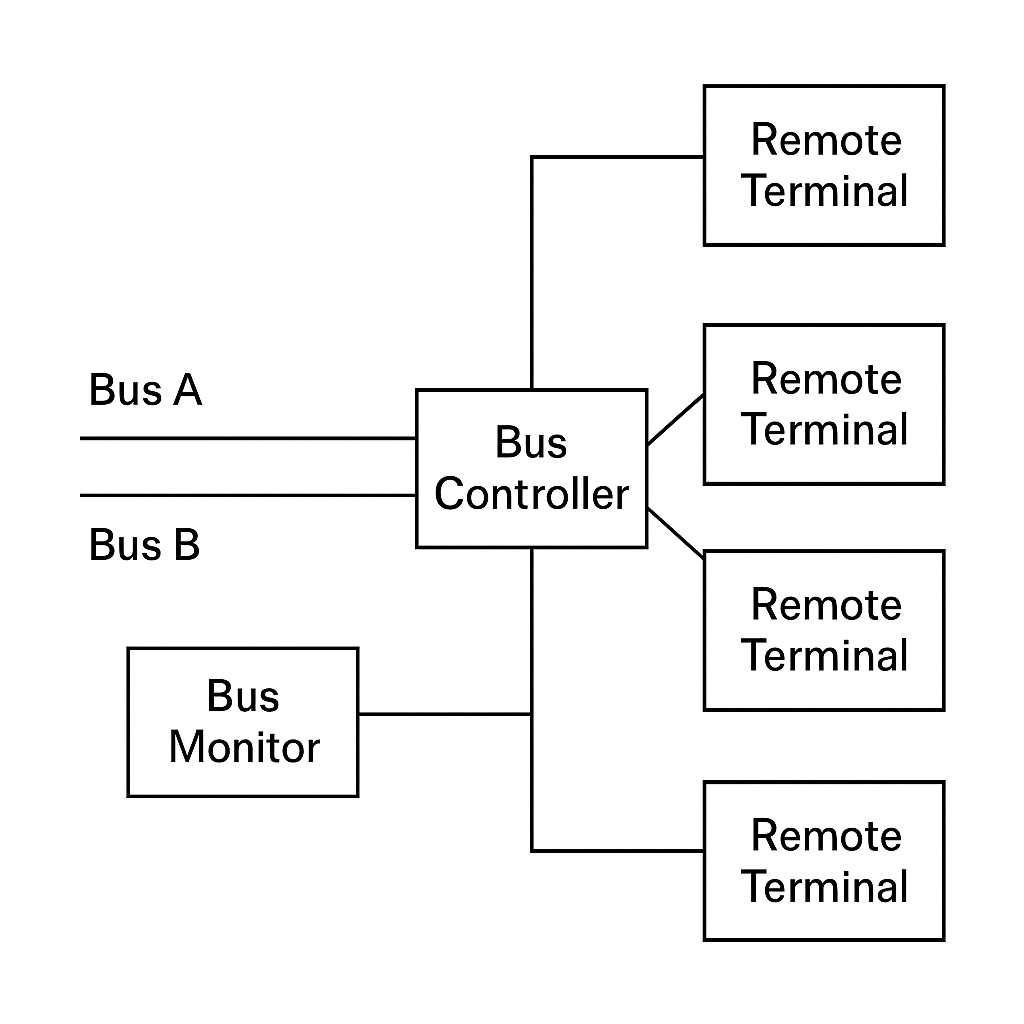 Remote
Terminal
Bus A
Bus
Controller
Remote
Terminal
Bus B
Remote
Terminal
Bus
Monitor
Remote
Terminal